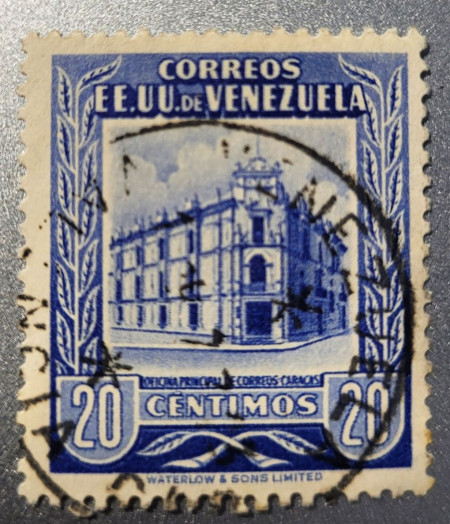 CORREOS
EE.UU. DE VENEZUELA
OFICINA PRINCIPAL DE CORREOS CARACAS
20 CENTIMOS 20
WATERLOW & SONS LIMITED